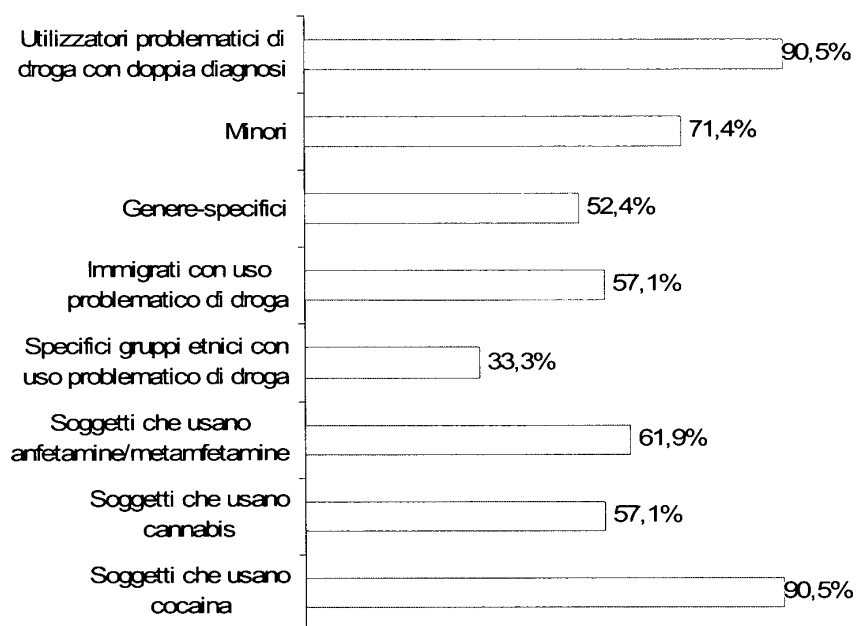 Utilizzatori problematici di
droga con doppia diagnosi
90,5%
Minori
71,4%
Genere-specifici
52,4%
Immigrati con uso
problematico di droga
57,1%
Specifici gruppi etnici con
uso problematico di droga
33,3%
Soggetti che usano
anfetamine/metamfetamine
61,9%
Soggetti che usano
cannabis
57,1%
Soggetti che usano
cocaina
90,5%